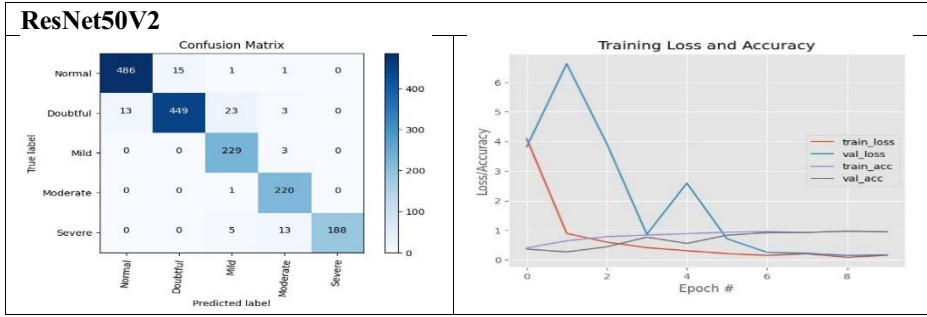 ResNet50V2
Confusion Matrix
True label
Normal 486 15 1 1 0
Doubtful 13 449 23 3 0
Mild 0 0 229 3 0
Moderate 0 0 1 220 0
Severe 0 0 5 13 188
Normal Doubtful Mild Moderate Severe
Predicted label
400
300
200
100
0
Training Loss and Accuracy
Loss/Accuracy
6
5
4
3
2
1
0
train_loss
val_loss
train_acc
val_acc
0 2 4 6 8
Epoch #